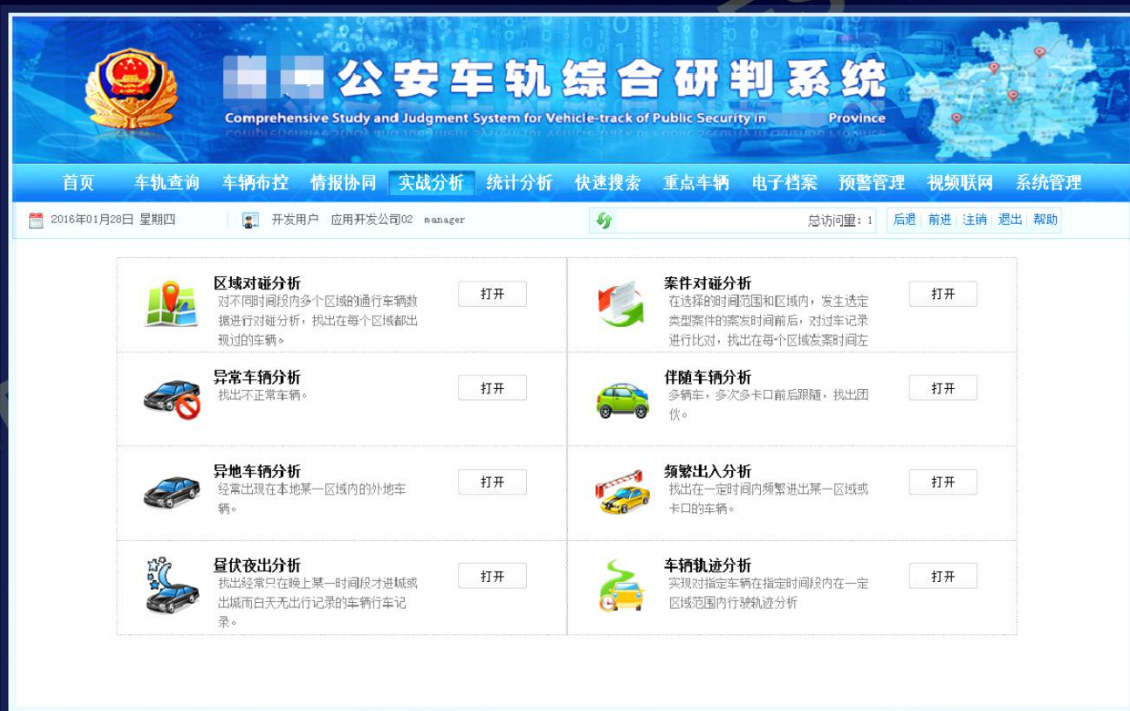 公安车轨综合研判系统
Comprehensive Study and Judgment System for Vehicle-track of Public Security in Province
首页 车轨查询 车辆布控 情报协同 实战分析 统计分析 快速搜索 重点车辆 电子档案 预警管理 视频联网 系统管理
2016年01月28日 星期四 开发用户 应用开发公司02 manager 总访问量: 1 后退 前进 注销 退出 帮助
区域对碰分析
对不同时间段内多个区域的通行车辆数
据进行对碰分析，找出在每个区域都出
现过的车辆。
打开
案件对碰分析
在选择的时间范围和区域内，发生选定
类型案件的案发时间前后，对过车记录
进行比对，找出在每个区域发案时间左
打开
异常车辆分析
找出不正常车辆。
打开
伴随车辆分析
多辆车，多次多卡口前后跟随，找出团
伙。
打开
异地车辆分析
经常出现在本地某一区域内的外地车
辆。
打开
频繁出入分析
找出在一定时间内频繁进出某一区域或
卡口的车辆。
打开
昼伏夜出分析
找出经常只在晚上某一时间段才进城或
出城而白天无出行记录的车辆行车记
录。
打开
车辆轨迹分析
实现对指定车辆在指定时间段内在一定
区域范围内行驶轨迹分析
打开